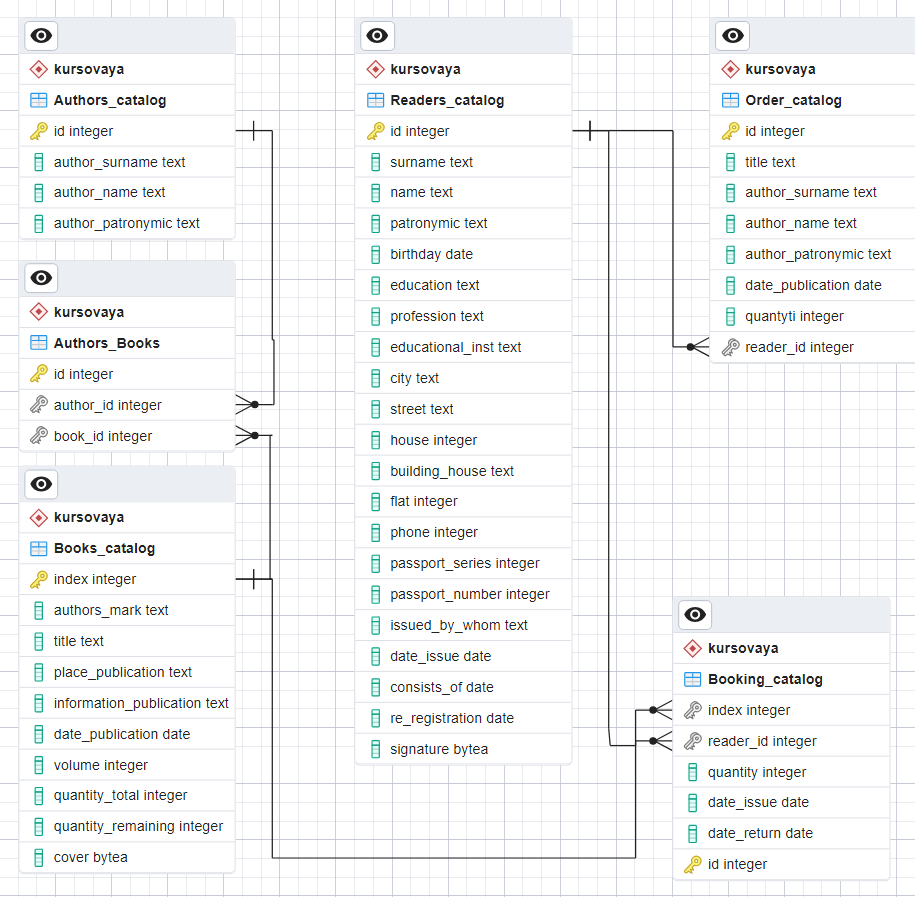 kursovaya
Authors_catalog
id integer
author_surname text
author_name text
author_patronymic text
kursovaya
Authors_Books
id integer
author_id integer
book_id integer
kursovaya
Books_catalog
index integer
authors_mark text
title text
place_publication text
information_publication text
date_publication date
volume integer
quantity_total integer
quantity_remaining integer
cover bytea
kursovaya
Readers_catalog
id integer
surname text
name text
patronymic text
birthday date
education text
profession text
educational_inst text
city text
street text
house integer
building_house text
flat integer
phone integer
passport_series integer
passport_number integer
issued_by_whom text
date_issue date
consists_of date
re_registration date
signature bytea
kursovaya
Order_catalog
id integer
title text
author_surname text
author_name text
author_patronymic text
date_publication date
quantyti integer
reader_id integer
kursovaya
Booking_catalog
index integer
reader_id integer
quantity integer
date_issue date
date_return date
id integer